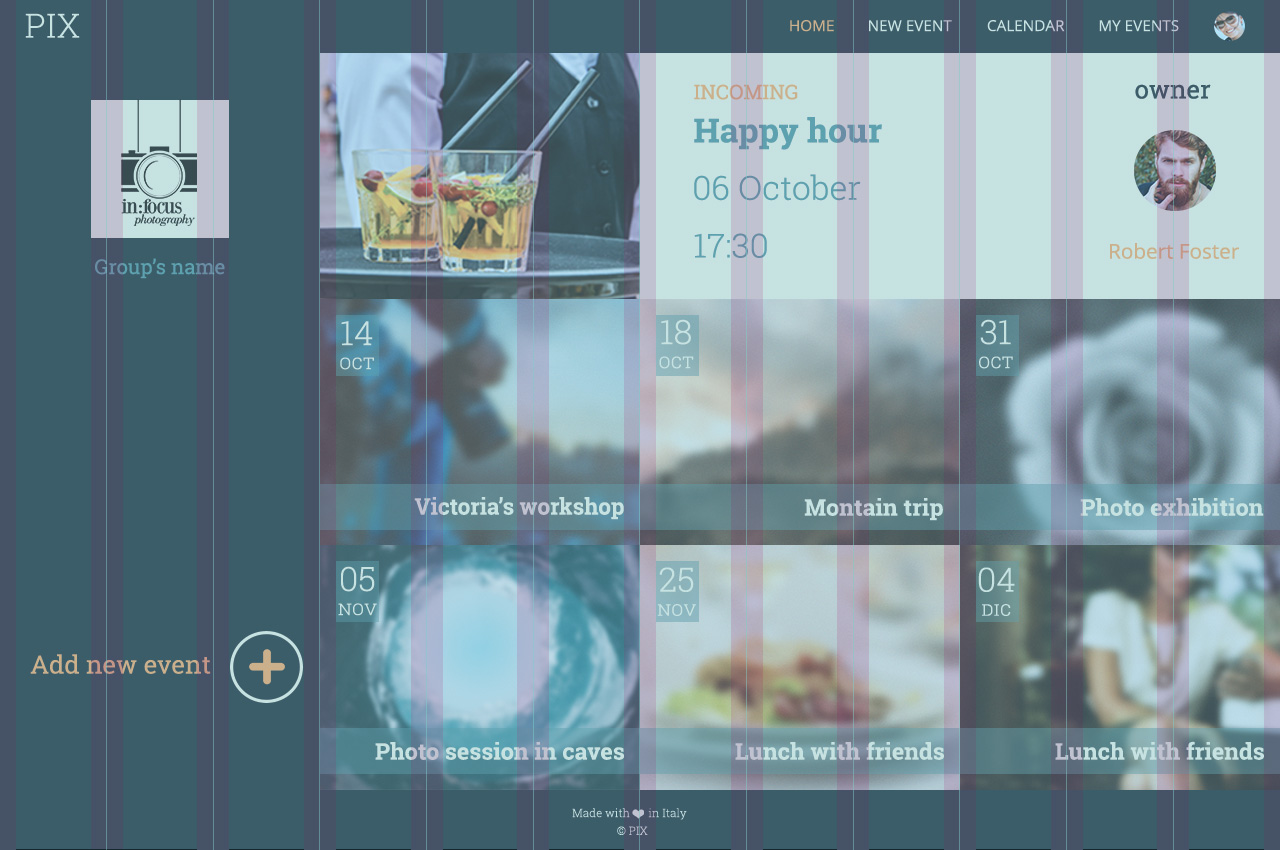 PIX
HOME NEW EVENT CALENDAR MY EVENTS
in:focus
photography
Group's name
INCOMING
Happy hour
06 October
17:30
owner
Robert Foster
14
OCT
Victoria's workshop
18
OCT
Montain trip
31
OCT
Photo exhibition
05
NOV
Photo session in caves
25
NOV
Lunch with friends
04
DIC
Lunch with friends
Add new event
Made with ❤ in Italy
© PIX